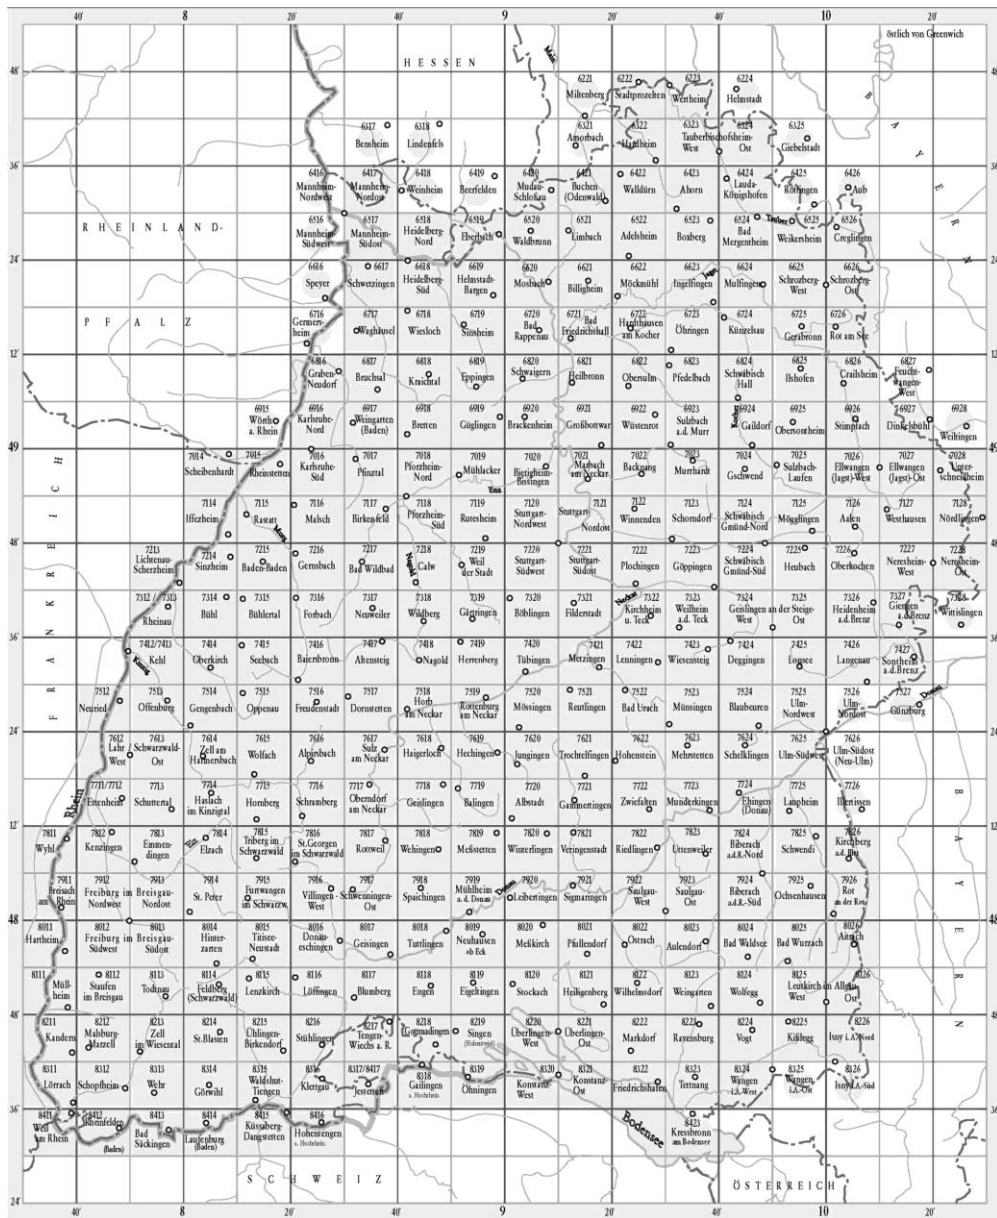 40'
8
20'
40'
9
20'
40'
10
20'
östlich von Greenwich
48'
HESSEN
Main
BAYERN
6221
Miltenberg
6222
Stadtprozelten
6223
Wertheim
6224
Helmstadt
6317
Bensheim
6318
Lindenfels
6321
Amorbach
6322
Hardheim
6323
Tauberbischofsheim-
West
6324
Ost
6325
Giebelstadt
36'
6416
Mannheim-
Nordwest
6417
Mannheim-
Nordost
6418
Weinheim
6419
Beerfelden
6420
Mudau-
Schloßau
6421
Buchen
(Odenwald)
6422
Walldürn
6423
Ahorn
6424
Lauda-
Königshofen
6425
Röttingen
6426
Aub
RHEINLAND-
6516
Mannheim-
Südwest
6517
Mannheim-
Südost
6518
Heidelberg-
Nord
6519
Eberbach
6520
Waldbrunn
6521
Limbach
6522
Adelsheim
6523
Boxberg
6524
Bad
Mergentheim
Tauber
6525
Weikersheim
6526
Creglingen
24'
6616
Speyer
6617
Schwetzingen
6618
Heidelberg-
Süd
6619
Helmstadt-
Bargen
6620
Mosbach
6621
Billigheim
6622
Möckmühl
6623
Ingelfingen
Jagst
6624
Mulfingen
6625
Schrozberg-
West
6626
Schrozberg-
Ost
PFALZ
6716
Germers-
heim
6717
Waghäusel
6718
Wiesloch
6719
Sinsheim
6720
Bad
Rappenau
6721
Bad
Friedrichshall
6722
Hardthausen
am Kocher
6723
Öhringen
6724
Künzelsau
6725
Gerabronn
6726
Rot am See
12'
6816
Graben-
Neudorf
6817
Bruchsal
6818
Kraichtal
6819
Eppingen
6820
Schwaigern
6821
Heilbronn
6822
Obersulm
6823
Pfedelbach
6824
Schwäbisch
Hall
6825
Ilshofen
6826
Crailsheim
6827
Feucht-
wangen-
West
6915
Wörth
a. Rhein
6916
Karlsruhe-
Nord
6917
Weingarten
(Baden)
6918
Bretten
6919
Güglingen
6920
Brackenheim
6921
Großbottwar
6922
Wüstenrot
6923
Sulzbach
a.d. Murr
Kocher
6924
Gaildorf
6925
Obersontheim
6926
Stimpfach
6927
Dinkelsbühl
6928
Weiltingen
49
7014
Scheibenhardt
7015
Rheinstetten
7016
Karlsruhe-
Süd
7017
Pfinztal
7018
Pforzheim-
Nord
7019
Mühlacker
Enz
7020
Bietigheim-
Bissingen
7021
Marbach
am Neckar
7022
Backnang
7023
Murrhardt
7024
Gschwend
7025
Sulzbach-
Laufen
7026
Ellwangen
(Jagst)-West
7027
Ellwangen
(Jagst)-Ost
7028
Unter-
schneidheim
7114
Iffezheim
7115
Rastatt
Murg
7116
Malsch
7117
Birkenfeld
7118
Pforzheim-
Süd
7119
Rutesheim
7120
Stuttgart-
Nordwest
7121
Stuttgart-
Nordost
7122
Winnenden
7123
Schorndorf
7124
Schwäbisch
Gmünd-Nord
7125
Mögglingen
7126
Aalen
7127
Westhausen
7128
Nördlingen
48'
7213
Lichtenau-
Scherzheim
7214
Sinzheim
7215
Baden-Baden
7216
Gernsbach
7217
Bad Wildbad
Nagold
7218
Calw
7219
Weil
der Stadt
7220
Stuttgart-
Südwest
7221
Stuttgart-
Südost
7222
Plochingen
7223
Göppingen
7224
Schwäbisch
Gmünd-Süd
7225
Heubach
7226
Oberkochen
7227
Neresheim-
West
7228
Neresheim-
Ost
FRANKREICH
7312 / 7313
Rheinau
7314
Bühl
7315
Bühlertal
7316
Forbach
7317
Neuweiler
7318
Wildberg
7319
Gärtringen
7320
Böblingen
7321
Filderstadt
Neckar
7322
Kirchheim
u. Teck
7323
Weilheim
a.d. Teck
7324
7325
Geislingen an der Steige-
West
Ost
7326
Heidenheim
a.d.Brenz
7327
Giengen
a.d.Brenz
7328
Wittislingen
36'
7412 / 7413
Kehl
Kinzig
7414
Oberkirch
7415
Seebach
7416
Baiersbronn
7417
Altensteig
7418
Nagold
7419
Herrenberg
7420
Tübingen
7421
Metzingen
7422
Lenningen
7423
Wiesensteig
7424
Deggingen
7425
Lonsee
7426
Langenau
7427
Sontheim
a.d.Brenz
7512
Neuried
7513
Offenburg
7514
Gengenbach
7515
Oppenau
7516
Freudenstadt
7517
Dornstetten
7518
Horb
am Neckar
7519
Rottenburg
am Neckar
7520
Mössingen
7521
Reutlingen
7522
Bad Urach
7523
Münsingen
7524
Blaubeuren
7525
Ulm-
Nordwest
7526
Ulm-
Nordost
7527
Günzburg
Donau
24'
7612
Lahr
West
7613
Schwarzwald-
Ost
7614
Zell am
Harmersbach
7615
Wolfach
7616
Alpirsbach
7617
Sulz
am Neckar
7618
Haigerloch
7619
Hechingen
7620
Jungingen
7621
Trochtelfingen
7622
Hohenstein
7623
Mehrstetten
7624
Schelklingen
7625
Ulm-Südwest
7626
Ulm-Südost
(Neu-Ulm)
Rhein
7711/7712
Ettenheim
7713
Schuttertal
7714
Haslach
im Kinzigtal
7715
Hornberg
7716
Schramberg
7717
Oberndorf
am Neckar
7718
Geislingen
7719
Balingen
7720
Albstadt
7721
Gammertingen
7722
Zwiefalten
7723
Munderkingen
7724
Ehingen
(Donau)
7725
Laupheim
7726
Illertissen
BAYERN
12'
7811
Wyhl
7812
Kenzingen
7813
Emmen-
dingen
Elz
7814
Elzach
7815
Triberg im
Schwarzwald
7816
St.Georgen
im Schwarzwald
7817
Rottweil
7818
Wehingen
7819
Meßstetten
7820
Winterlingen
7821
Veringenstadt
7822
Riedlingen
7823
Uttenweiler
7824
Biberach
a.d.R.-Nord
7825
Schwendi
7826
Kirchberg
a.d. Iller
7911
Breisach
am Rhein
7912
Freiburg im
Nordwest
7913
Breisgau-
Nordost
7914
St. Peter
7915
Furtwangen
im Schwarzw.
7916
Villingen-
West
7917
Schwenningen-
Ost
7918
Spaichingen
7919
Mühlheim
a.d. Donau
Donau
7920
Leibertingen
7921
Sigmaringen
7922
Saulgau-
West
7923
Saulgau-
Ost
7924
Biberach
a.d.R.-Süd
7925
Ochsenhausen
7926
Rot
an der Rot
48'
8011
Hartheim
8012
Freiburg im
Südwest
8013
Breisgau-
Südost
8014
Hinter-
zarten
8015
Titisee-
Neustadt
8016
Donau-
eschingen
8017
Geisingen
8018
Tuttlingen
8019
Neuhausen
ob Eck
8020
Meßkirch
8021
Pfullendorf
8022
Ostrach
8023
Aulendorf
8024
Bad Waldsee
8025
Bad Wurzach
8026
Aitrach
8111
Müll-
heim
8112
Staufen
im Breisgau
8113
Todtnau
8114
Feldberg
(Schwarzwald)
8115
Lenzkirch
8116
Löffingen
8117
Blumberg
8118
Engen
8119
Eigeltingen
8120
Stockach
8121
Heiligenberg
8122
Wilhelmsdorf
8123
Weingarten
8124
Wolfegg
8125
8126
Leutkirch im Allgäu-
West
Ost
48'
8211
Kandern
8212
Malsburg-
Marzell
8213
Zell
im Wiesental
8214
St.Blasien
8215
Ühlingen-
Birkendorf
8216
Stühlingen
8217
Tengen-
Wiechs a. R.
8218
Gottmadingen
8219
Singen
(Hohentwiel)
8220
Überlingen-
West
8221
Überlingen-
Ost
8222
Markdorf
8223
Ravensburg
8224
Vogt
8225
Kißlegg
8226
Isny i. A.-Nord
8311
Lörrach
8312
Schopfheim
8313
Wehr
8314
Görwihl
8315
Waldshut-
Tiengen
8316
Klettgau
8317
Jestetten
8318
Gailingen
a. Hochrhein
8319
Öhningen
8320
Konstanz-
West
8321
Konstanz-
Ost
8322
Friedrichshafen
8323
Tettnang
8324
Wangen
i.A.-West
8325
Wangen
i.A.-Ost
8326
Isny i.A.-Süd
36'
8411
Weil
am Rhein
8412
Rheinfelden
(Baden)
8413
Bad
Säckingen
8414
Laufenburg
(Baden)
8415
Küssaberg-
Dangstetten
8416
Hohentengen
a. Hochrhein
Bodensee
8423
Kressbronn
am Bodensee
SCHWEIZ
ÖSTERREICH
24'
40'
8
20'
40'
9
20'
40'
10
20'